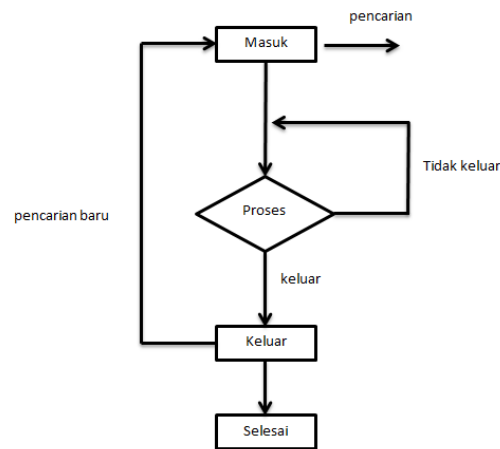 pencarian
Masuk
Tidak keluar
Proses
pencarian baru
keluar
Keluar
Selesai